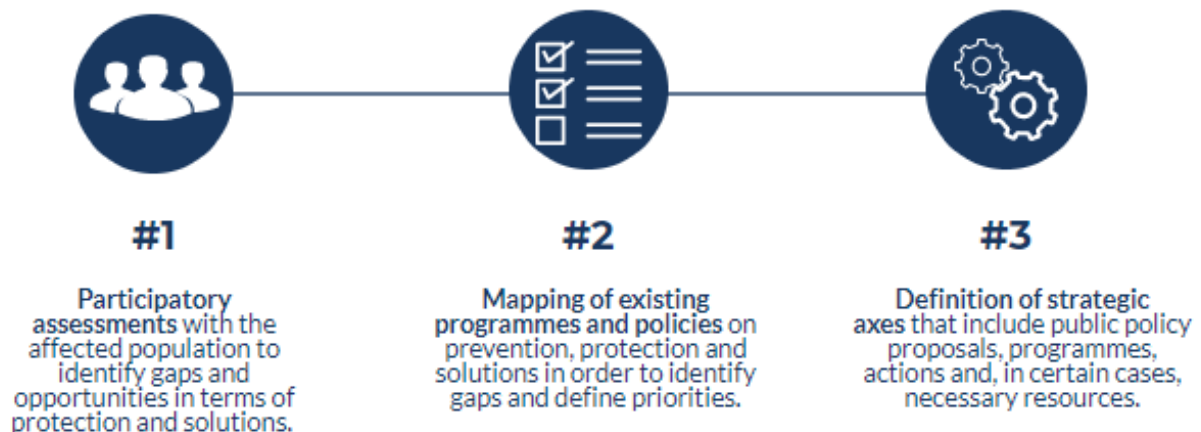 #1
Participatory
assessments with the
affected population to
identify gaps and
opportunities in terms of
protection and solutions.
#2
Mapping of existing
programmes and policies on
prevention, protection and
solutions in order to identify
gaps and define priorities.
#3
Definition of strategic
axes that include public policy
proposals, programmes,
actions and, in certain cases,
necessary resources.